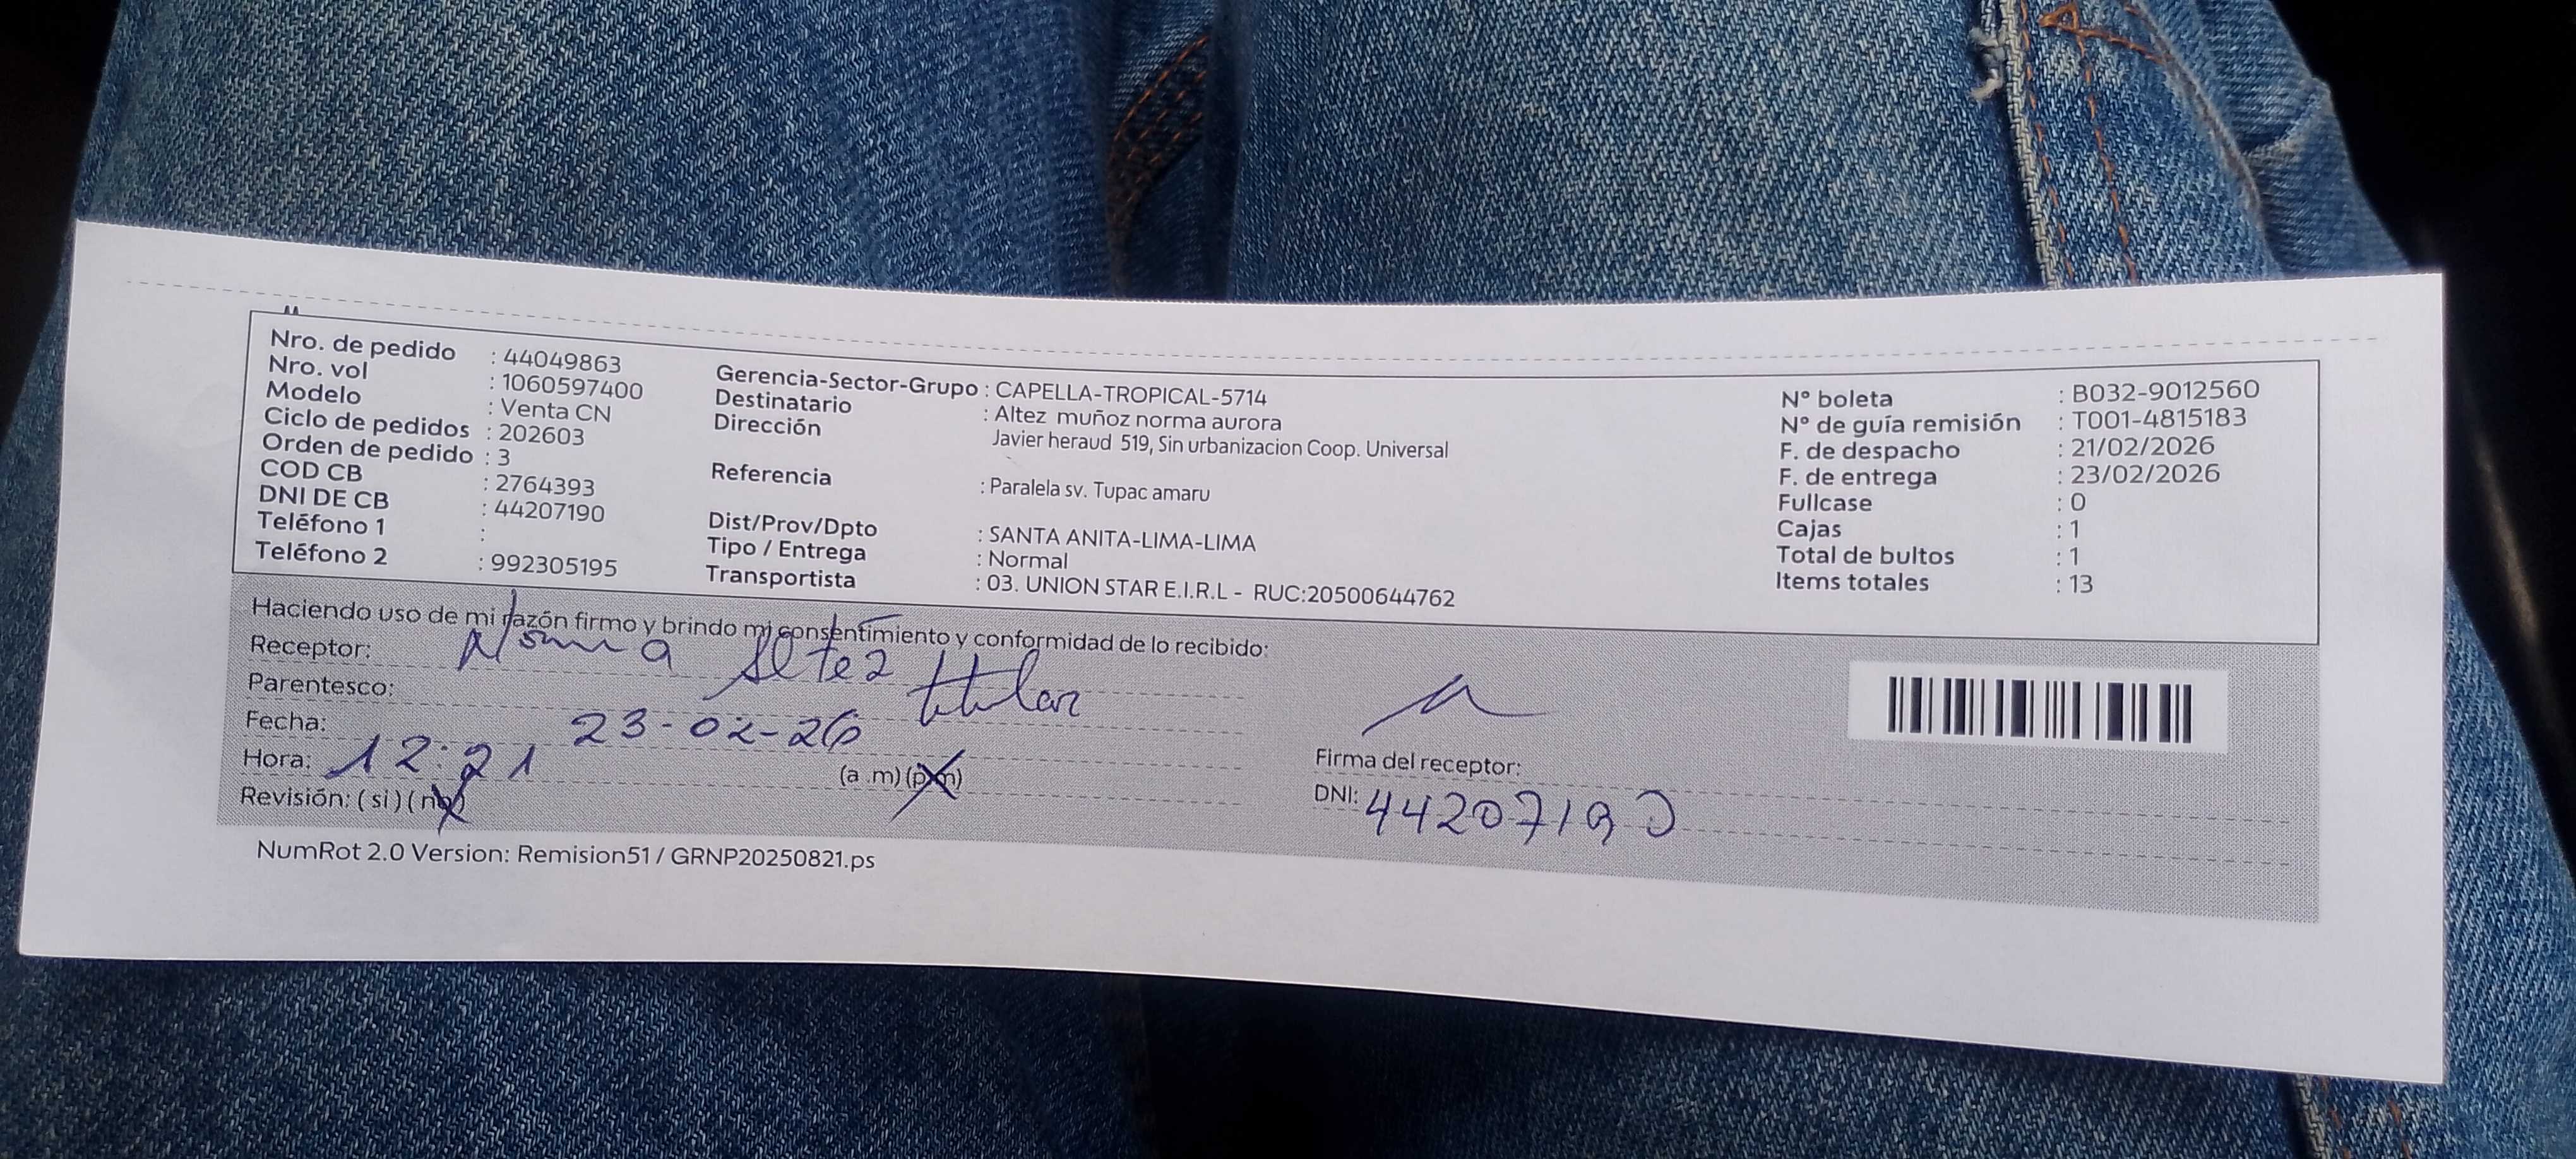 Nro. de pedido : 44049863
Nro. vol : 1060597400
Modelo : Venta CN
Ciclo de pedidos : 202603
Orden de pedido : 3
COD CB : 2764393
DNI DE CB : 44207190
Teléfono 1 :
Teléfono 2 : 992305195
Gerencia-Sector-Grupo : CAPELLA-TROPICAL-5714
Destinatario : Altez muñoz norma aurora
Dirección
Javier heraud 519, Sin urbanizacion Coop. Universal
Referencia : Paralela sv. Tupac amaru
Dist/Prov/Dpto : SANTA ANITA-LIMA-LIMA
Tipo / Entrega : Normal
Transportista : 03. UNION STAR E.I.R.L - RUC:20500644762
N° boleta : B032-9012560
N° de guía remisión : T001-4815183
F. de despacho : 21/02/2026
F. de entrega : 23/02/2026
Fullcase : 0
Cajas : 1
Total de bultos : 1
Items totales : 13
Haciendo uso de mi razón firmo y brindo mi consentimiento y conformidad de lo recibido:
Receptor: Norma Altez
Parentesco: titular
Fecha: 23-02-26
Hora: 12:21 (a .m) (p.m)
Revisión: ( si ) ( no )
Firma del receptor:
DNI: 44207190
NumRot 2.0 Version: Remision51 / GRNP20250821.ps